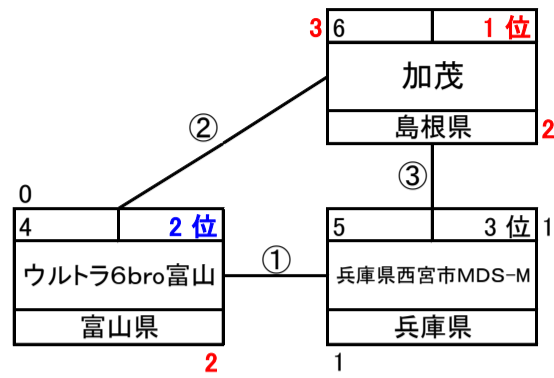 3 6 1 位
加茂
島根県 2
②
③
0
4 2 位
5 3 位 1
ウルトラ6bro富山
①
兵庫県西宮市MDS-M
富山県
兵庫県
2
1